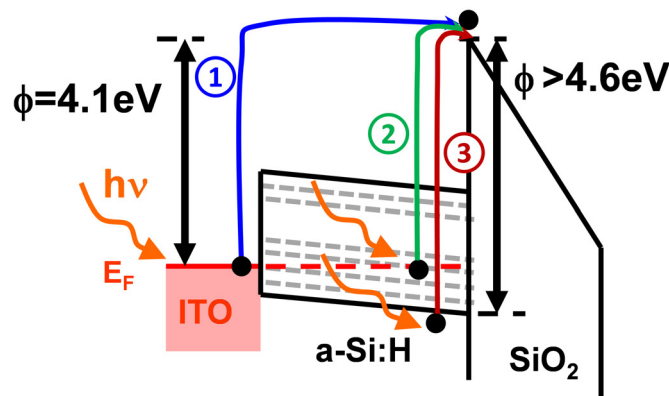 ①
ϕ=4.1eV
ϕ>4.6eV
②
③
hν
E_F
ITO
a-Si:H
SiO₂